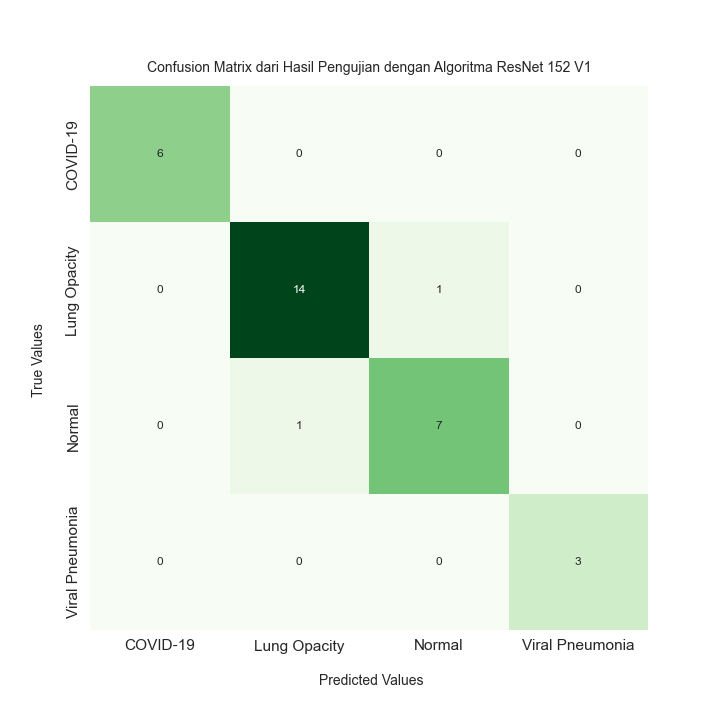 Confusion Matrix dari Hasil Pengujian dengan Algoritma ResNet 152 V1
True Values
COVID-19
6 0 0 0
Lung Opacity
0 14 1 0
Normal
0 1 7 0
Viral Pneumonia
0 0 0 3
COVID-19 Lung Opacity Normal Viral Pneumonia
Predicted Values